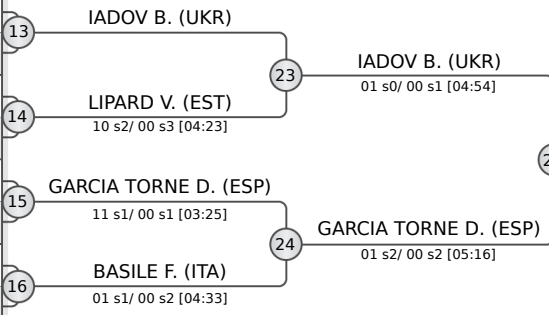 13
IADOV B. (UKR)
23
IADOV B. (UKR)
01 s0/ 00 s1 [04:54]
14
LIPARD V. (EST)
10 s2/ 00 s3 [04:23]
15
GARCIA TORNE D. (ESP)
11 s1/ 00 s1 [03:25]
24
GARCIA TORNE D. (ESP)
01 s2/ 00 s2 [05:16]
16
BASILE F. (ITA)
01 s1/ 00 s2 [04:33]